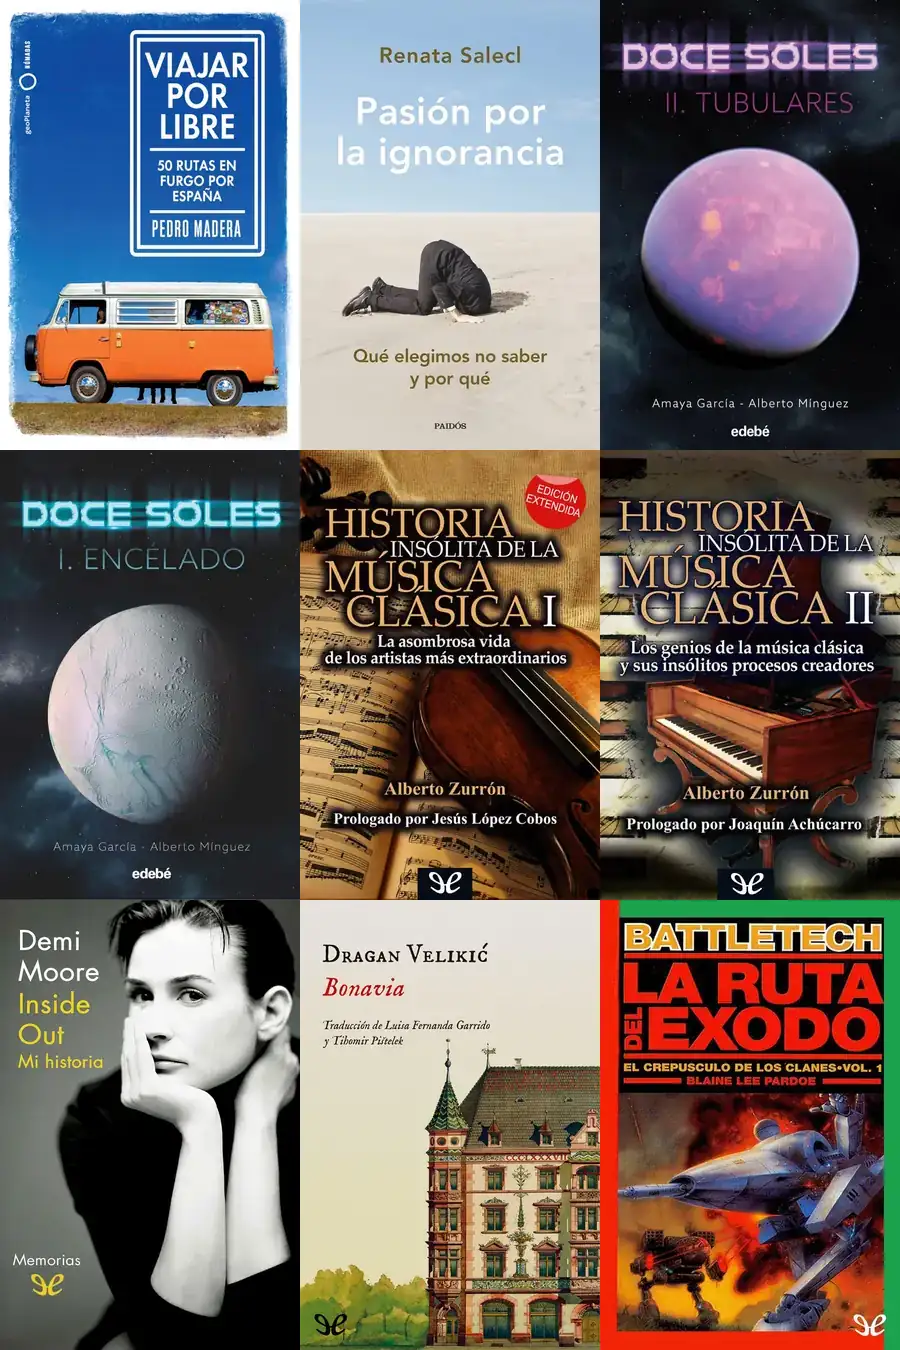 geoPlaneta
NÓMADAS
VIAJAR
POR
LIBRE
50 RUTAS EN
FURGO POR
ESPAÑA
PEDRO MADERA
Renata Salecl
Pasión por
la ignorancia
Qué elegimos no saber
y por qué
PAIDÓS
DOCE SOLES
II. TUBULARES
Amaya García - Alberto Mínguez
edebé
DOCE SOLES
I. ENCÉLADO
Amaya García - Alberto Mínguez
edebé
EDICIÓN
EXTENDIDA
HISTORIA
INSÓLITA DE LA
MÚSICA
CLÁSICA I
La asombrosa vida
de los artistas más extraordinarios
Alberto Zurrón
Prologado por Jesús López Cobos
HISTORIA
INSÓLITA DE LA
MÚSICA
CLÁSICA II
Los genios de la música clásica
y sus insólitos procesos creadores
Alberto Zurrón
Prologado por Joaquín Achúcarro
Demi
Moore
Inside
Out
Mi historia
Memorias
DRAGAN VELIKIĆ
Bonavia
Traducción de Luisa Fernanda Garrido
y Tihomir Pištelek
BATTLETECH
LA RUTA
DEL
EXODO
EL CREPUSCULO DE LOS CLANES•VOL. 1
BLAINE LEE PARDOE